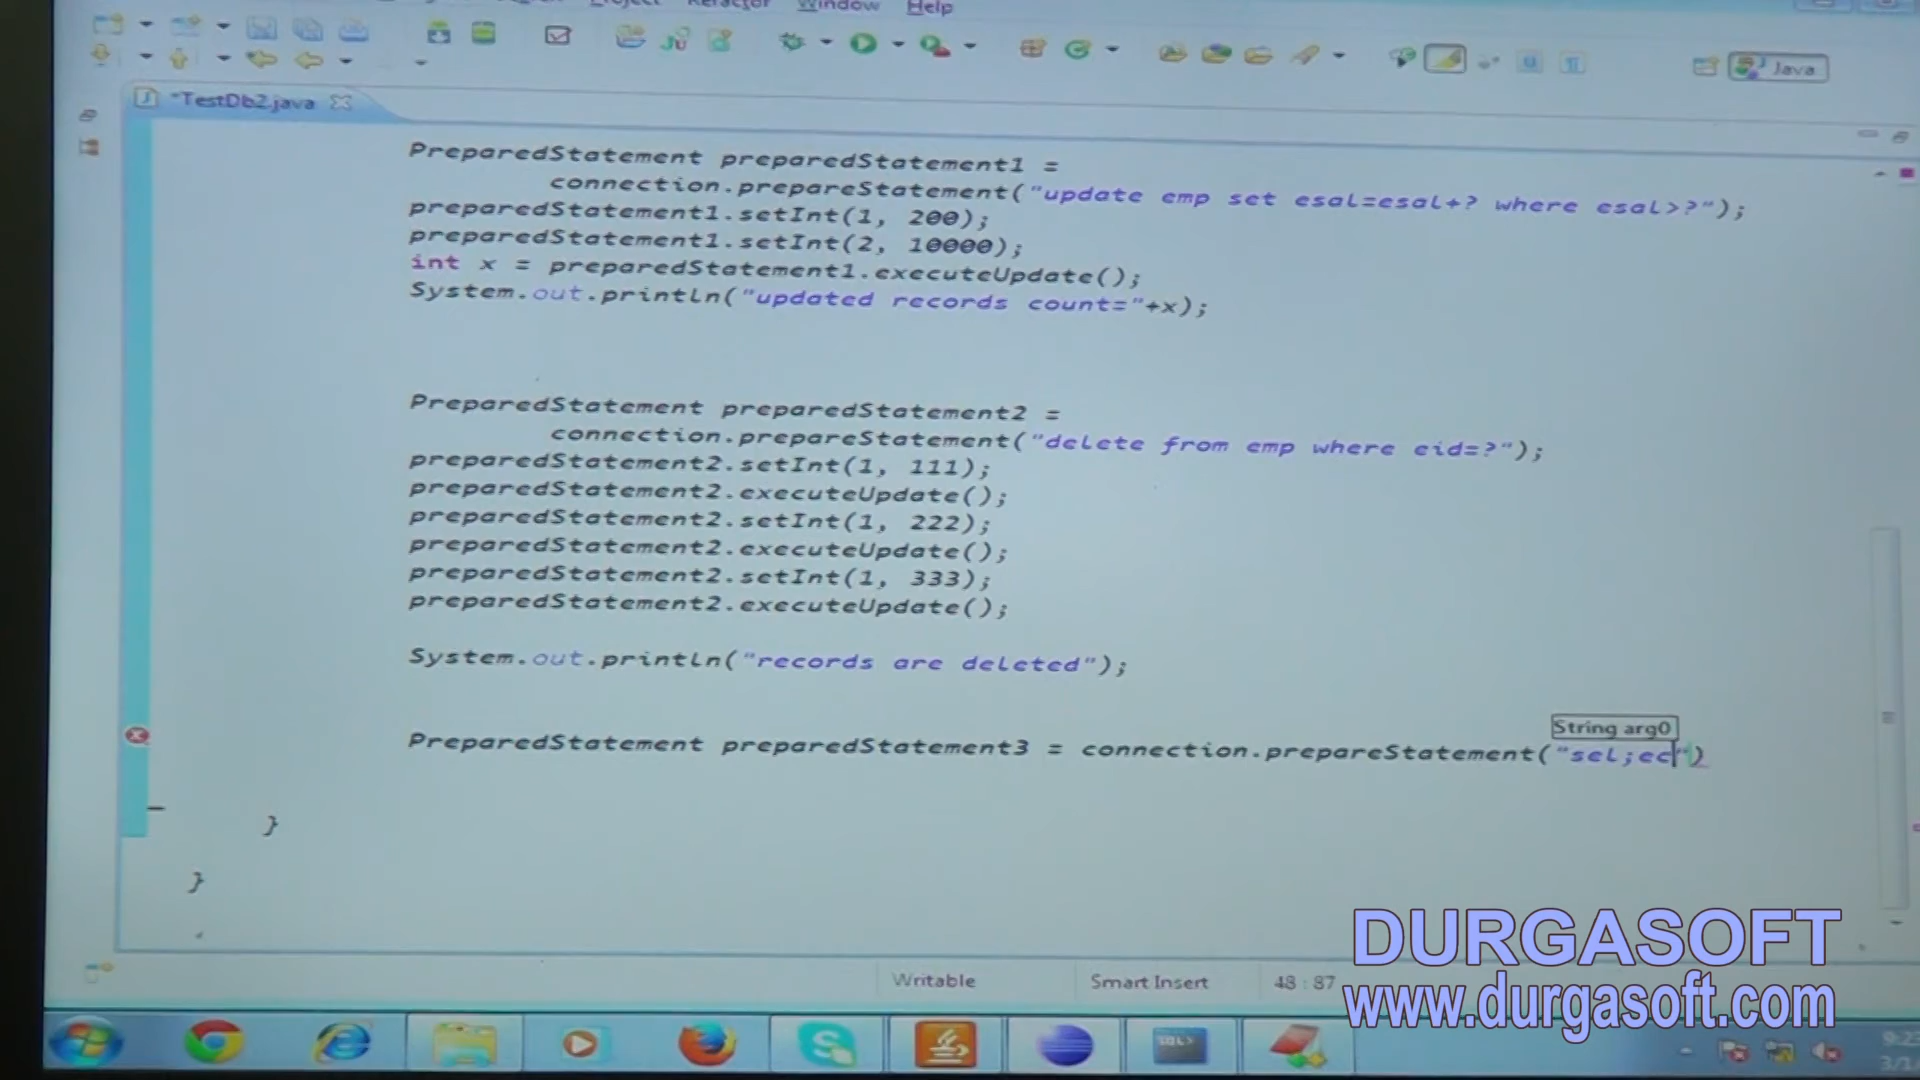 Project Refactor Window Help
Java
*TestDb2.java
PreparedStatement preparedStatement1 =
connection.prepareStatement("update emp set esal=esal+? where esal>?");
preparedStatement1.setInt(1, 200);
preparedStatement1.setInt(2, 10000);
int x = preparedStatement1.executeUpdate();
System.out.println("updated records count="+x);
PreparedStatement preparedStatement2 =
connection.prepareStatement("delete from emp where eid=?");
preparedStatement2.setInt(1, 111);
preparedStatement2.executeUpdate();
preparedStatement2.setInt(1, 222);
preparedStatement2.executeUpdate();
preparedStatement2.setInt(1, 333);
preparedStatement2.executeUpdate();
System.out.println("records are deleted");
String arg0
PreparedStatement preparedStatement3 = connection.prepareStatement("sel;ec")
}
}
Writable Smart Insert 48 : 87
DURGASOFT
www.durgasoft.com
SQL>